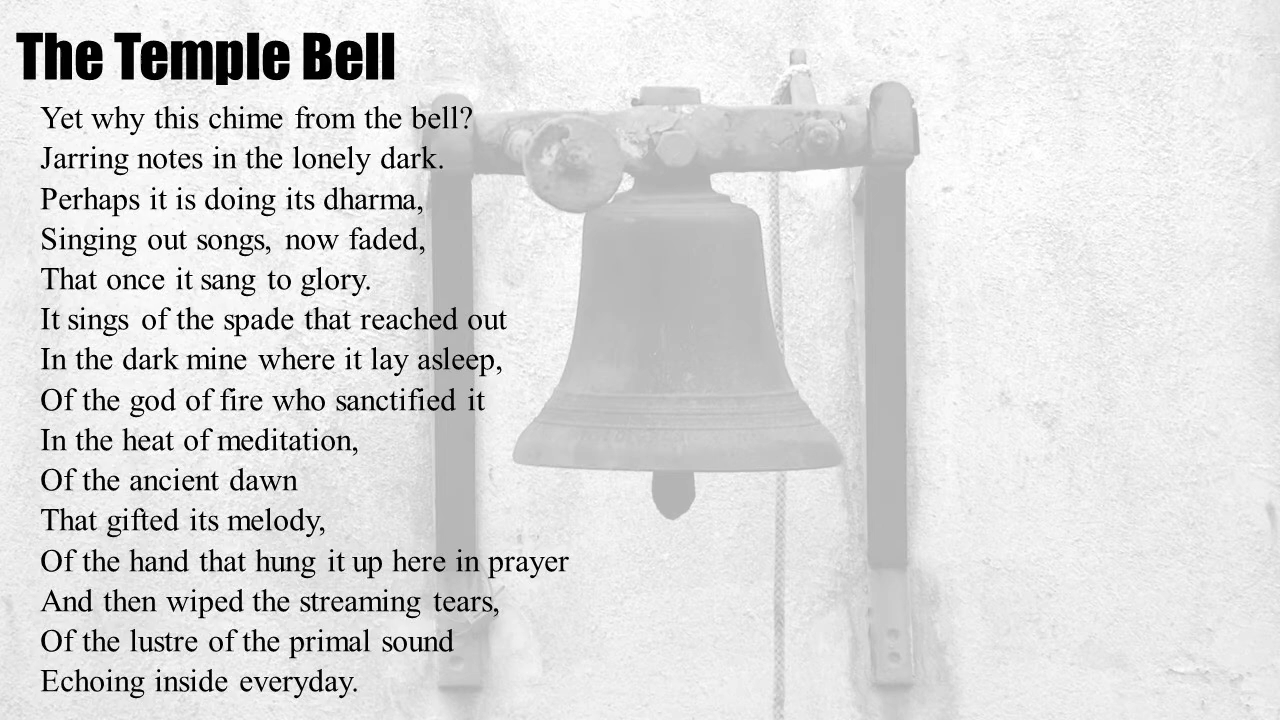 The Temple Bell
Yet why this chime from the bell?
Jarring notes in the lonely dark.
Perhaps it is doing its dharma,
Singing out songs, now faded,
That once it sang to glory.
It sings of the spade that reached out
In the dark mine where it lay asleep,
Of the god of fire who sanctified it
In the heat of meditation,
Of the ancient dawn
That gifted its melody,
Of the hand that hung it up here in prayer
And then wiped the streaming tears,
Of the lustre of the primal sound
Echoing inside everyday.